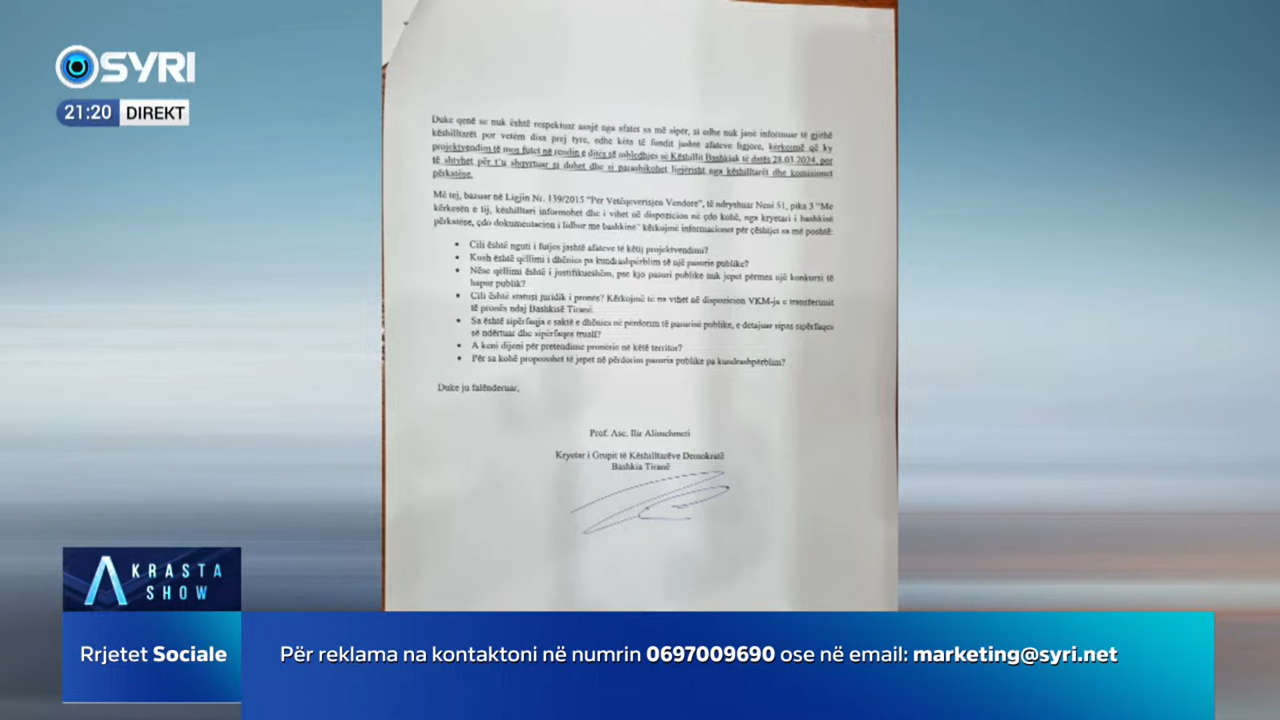 SYRI
21:20 DIREKT
Duke qenë se nuk është respektuar asnjë nga afatet sa më sipër, si edhe nuk janë informuar të gjithë
këshilltarët por vetëm disa prej tyre, edhe këta të fundit jashtë afateve ligjore, kërkojmë që ky
projektvendim të mos futet në rendin e ditës së mbledhjes së Këshillit Bashkiak të datës 28.03.2024, por
të shtyhet për t'u shqyrtuar si duhet dhe si parashikohet ligjërisht nga këshilltarët dhe komisionet
përkatëse.
Më tej, bazuar në Ligjin Nr. 139/2015 "Për Vetëqeverisjen Vendore", të ndryshuar Neni 51, pika 3 "Me
kërkesën e tij, këshilltari informohet dhe i vihet në dispozicion në çdo kohë, nga kryetari i bashkisë
përkatëse, çdo dokumentacion i lidhur me bashkinë" kërkojmë informacionet për çështjet sa më poshtë:
• Cili është nguti i futjes jashtë afateve të këtij projektvendimi?
• Kush është qëllimi i dhënies pa kundrashpërblim së një pasurie publike?
• Nëse qëllimi është i justifikueshëm, pse kjo pasuri publike nuk jepet përmes një konkursi të
hapur publik?
• Cili është statusi juridik i pronës? Kërkojmë të na vihet në dispozicion VKM-ja e transferimit
të pronës ndaj Bashkisë Tiranë.
• Sa është sipërfaqja e saktë e dhënies në përdorim të pasurisë publike, e detajuar sipas sipërfaqes
së ndërtuar dhe sipërfaqes truall?
• A keni dijeni për pretendime pronësie në këtë territor?
• Për sa kohë propozohet të jepet në përdorim pasuria publike pa kundrashpërblim?
Duke ju falënderuar,
Prof. Asc. Ilir Alimehmeti
Kryetar i Grupit të Këshilltarëve Demokratë
Bashkia Tiranë
A KRASTA
SHOW
Rrjetet Sociale
Për reklama na kontaktoni në numrin 0697009690 ose në email: marketing@syri.net